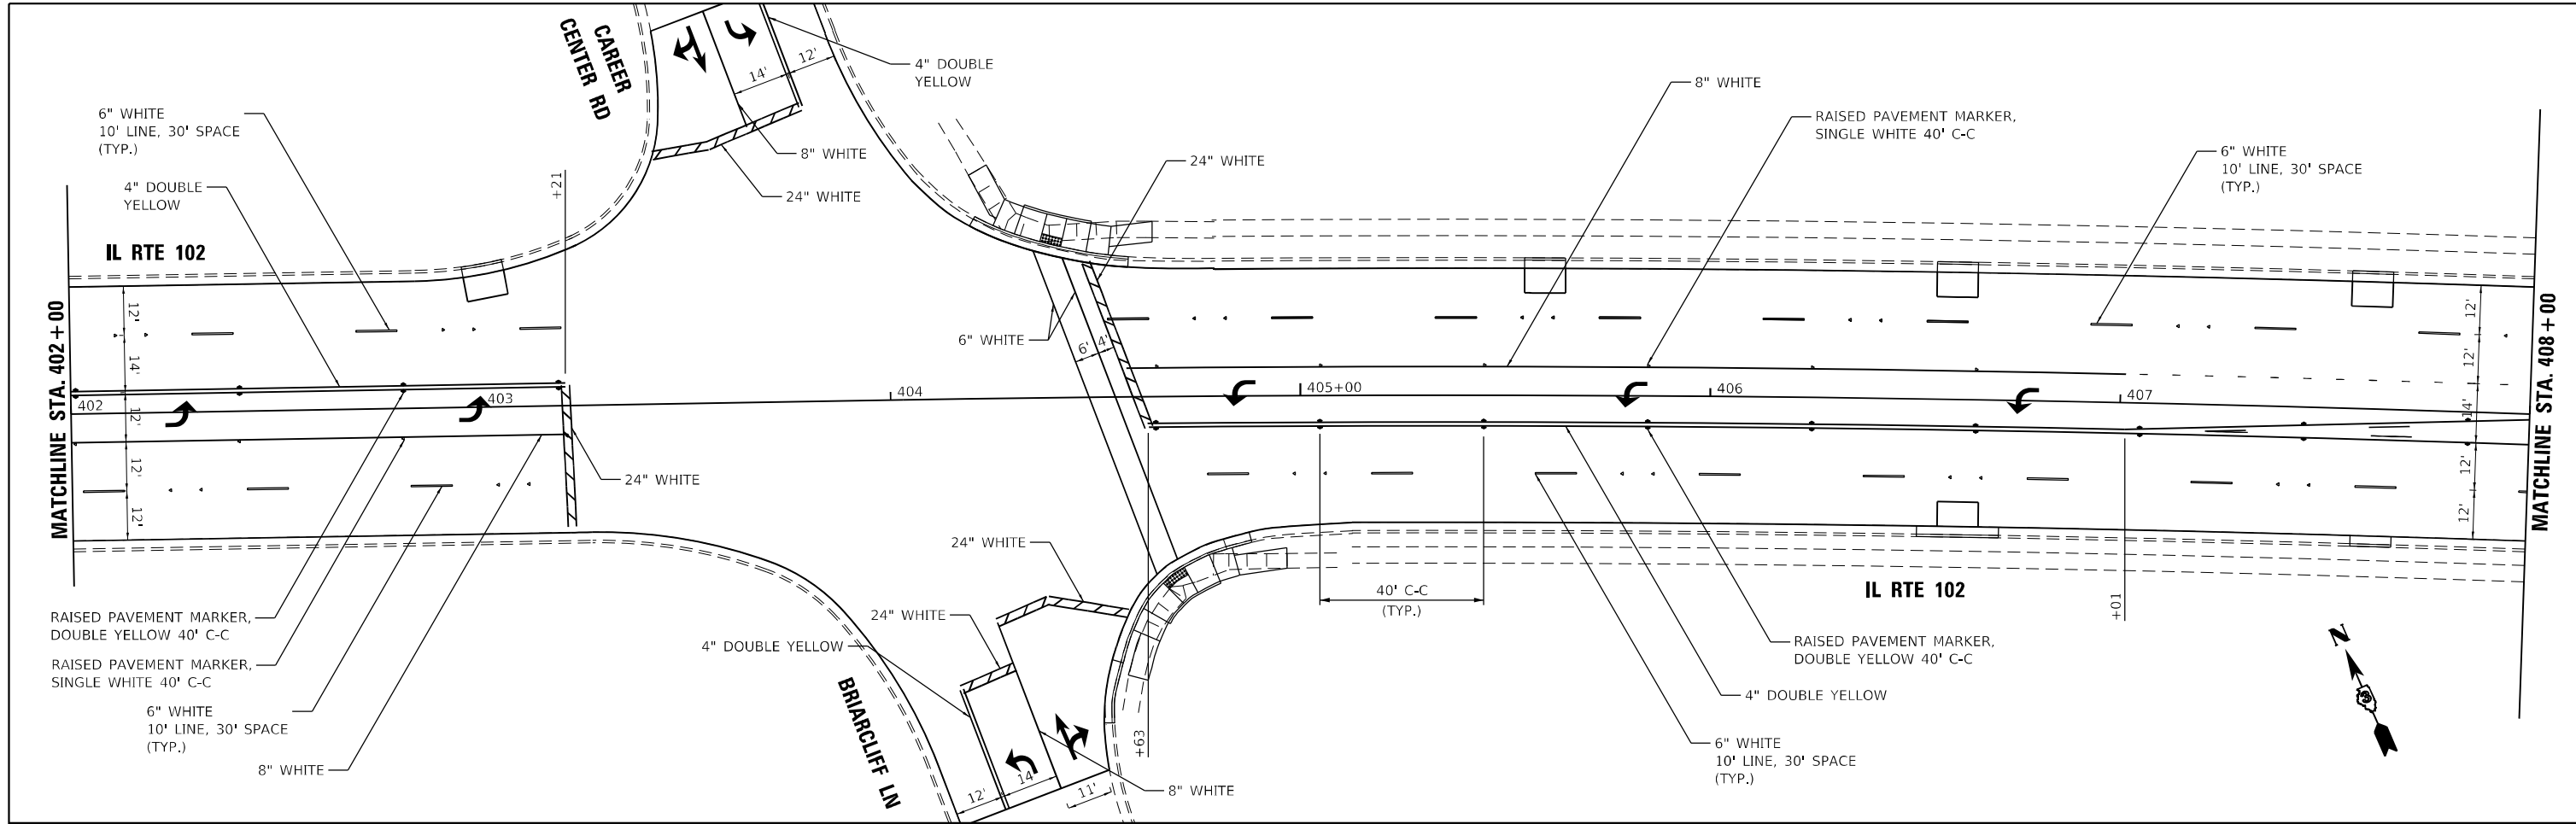 CAREER
CENTER RD
14'
12'
4" DOUBLE
YELLOW
8" WHITE
24" WHITE
6" WHITE
10' LINE, 30' SPACE
(TYP.)
4" DOUBLE
YELLOW
+21
IL RTE 102
24" WHITE
8" WHITE
RAISED PAVEMENT MARKER,
SINGLE WHITE 40' C-C
6" WHITE
10' LINE, 30' SPACE
(TYP.)
MATCHLINE STA. 402+00
12'
14'
12'
12'
12'
402
403
404
405+00
406
407
6" WHITE
6'
4'
12'
12'
14'
12'
12'
MATCHLINE STA. 408+00
24" WHITE
24" WHITE
24" WHITE
4" DOUBLE YELLOW
RAISED PAVEMENT MARKER,
DOUBLE YELLOW 40' C-C
RAISED PAVEMENT MARKER,
SINGLE WHITE 40' C-C
6" WHITE
10' LINE, 30' SPACE
(TYP.)
8" WHITE
BRIARCLIFF LN
12'
14'
11'
8" WHITE
+63
40' C-C
(TYP.)
IL RTE 102
+01
RAISED PAVEMENT MARKER,
DOUBLE YELLOW 40' C-C
4" DOUBLE YELLOW
6" WHITE
10' LINE, 30' SPACE
(TYP.)
N
3